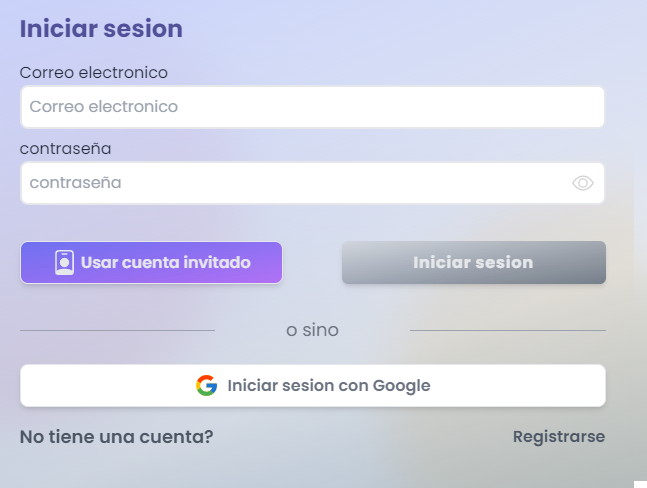 Iniciar sesion
Correo electronico
Correo electronico
contraseña
contraseña
Usar cuenta invitado
Iniciar sesion
o sino
Iniciar sesion con Google
No tiene una cuenta?
Registrarse